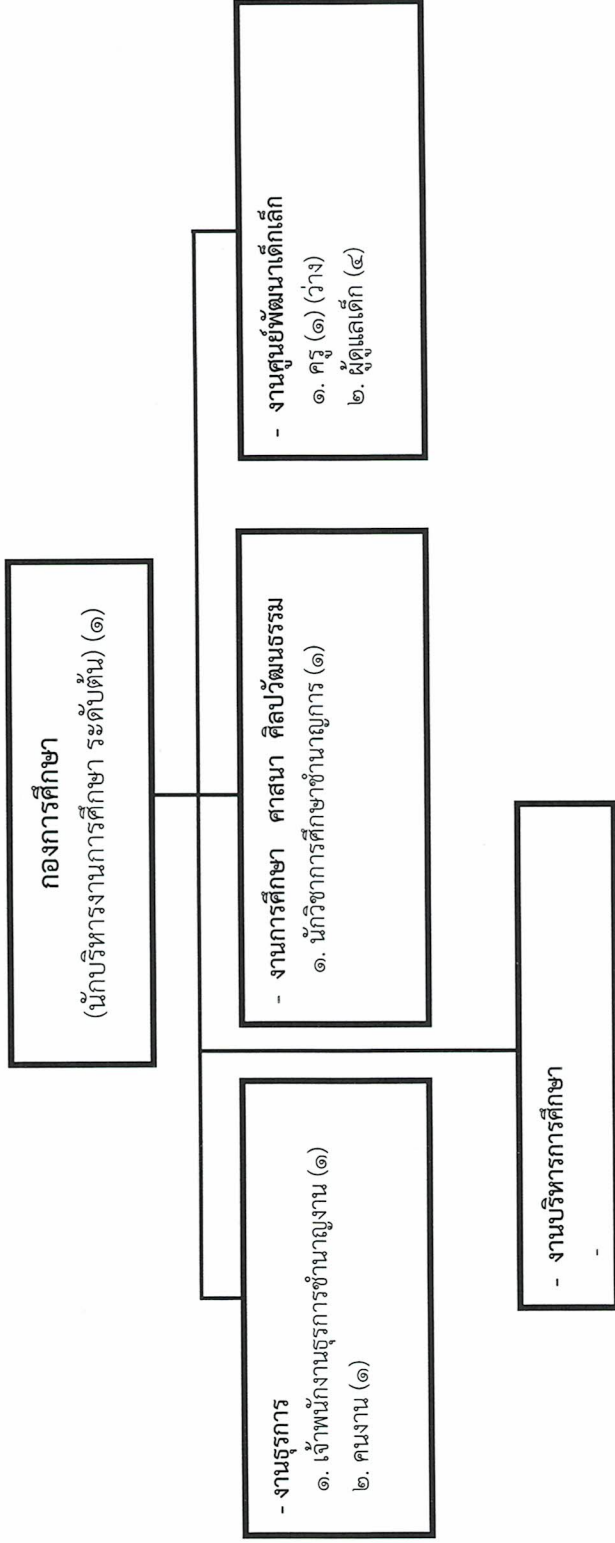 กองการศึกษา
(นักบริหารงานการศึกษา ระดับต้น) (๑)
- งานธุรการ
๑. เจ้าพนักงานธุรการชำนาญงาน (๑)
๒. คนงาน (๑)
- งานการศึกษา ศาสนา ศิลปวัฒนธรรม
๑. นักวิชาการศึกษาชำนาญการ (๑)
- งานศูนย์พัฒนาเด็กเล็ก
๑. ครู (๑) (ว่าง)
๒. ผู้ดูแลเด็ก (๔)
- งานบริหารการศึกษา
-